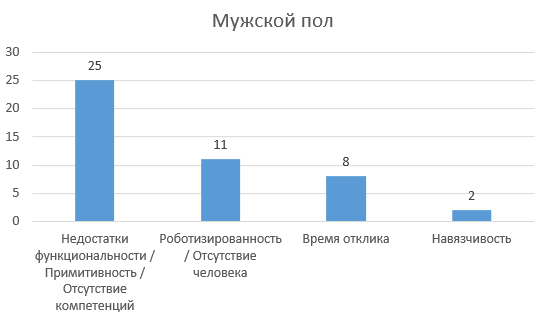 Мужской пол
30
25
20
15
10
5
0
25
11
8
2
Недостатки
функциональности /
Примитивность /
Отсутствие
компетенций
Роботизированность
/ Отсутствие
человека
Время отклика
Навязчивость